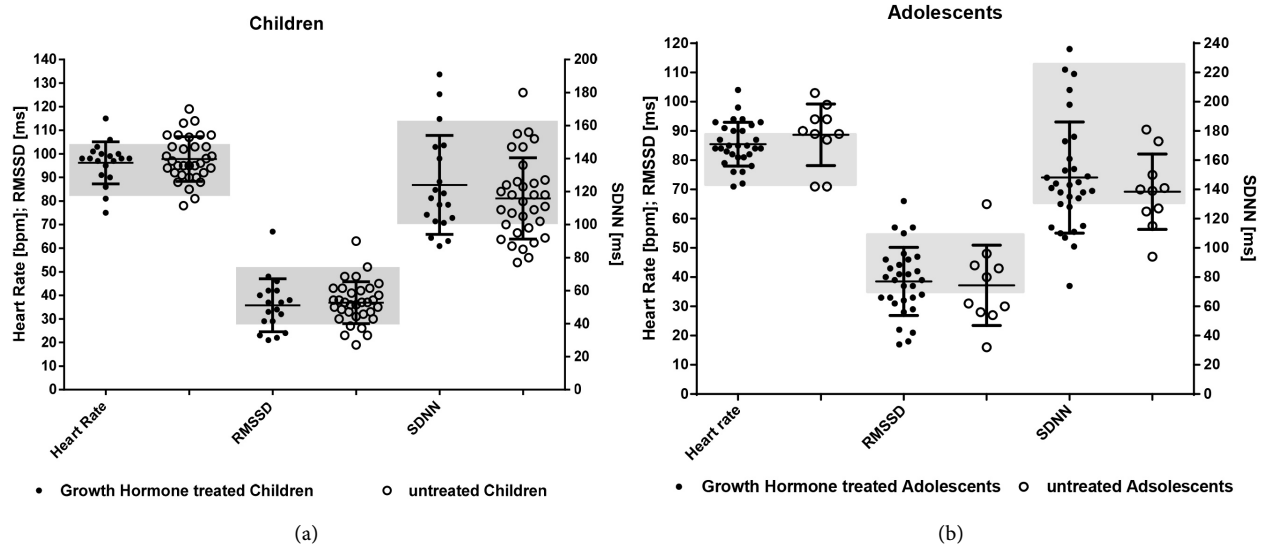 Children
Heart Rate [bpm]; RMSSD [ms]
140
130
120
110
100
90
80
70
60
50
40
30
20
10
0
200
180
160
140
120
100
80
60
40
20
0
SDNN [ms]
Heart Rate
RMSSD
SDNN
Growth Hormone treated Children
untreated Children
(a)
Adolescents
Heart Rate [bpm]; RMSSD [ms]
120
110
100
90
80
70
60
50
40
30
20
10
0
240
220
200
180
160
140
120
100
80
60
40
20
0
SDNN [ms]
Heart rate
RMSSD
SDNN
Growth Hormone treated Adolescents
untreated Adsolescents
(b)